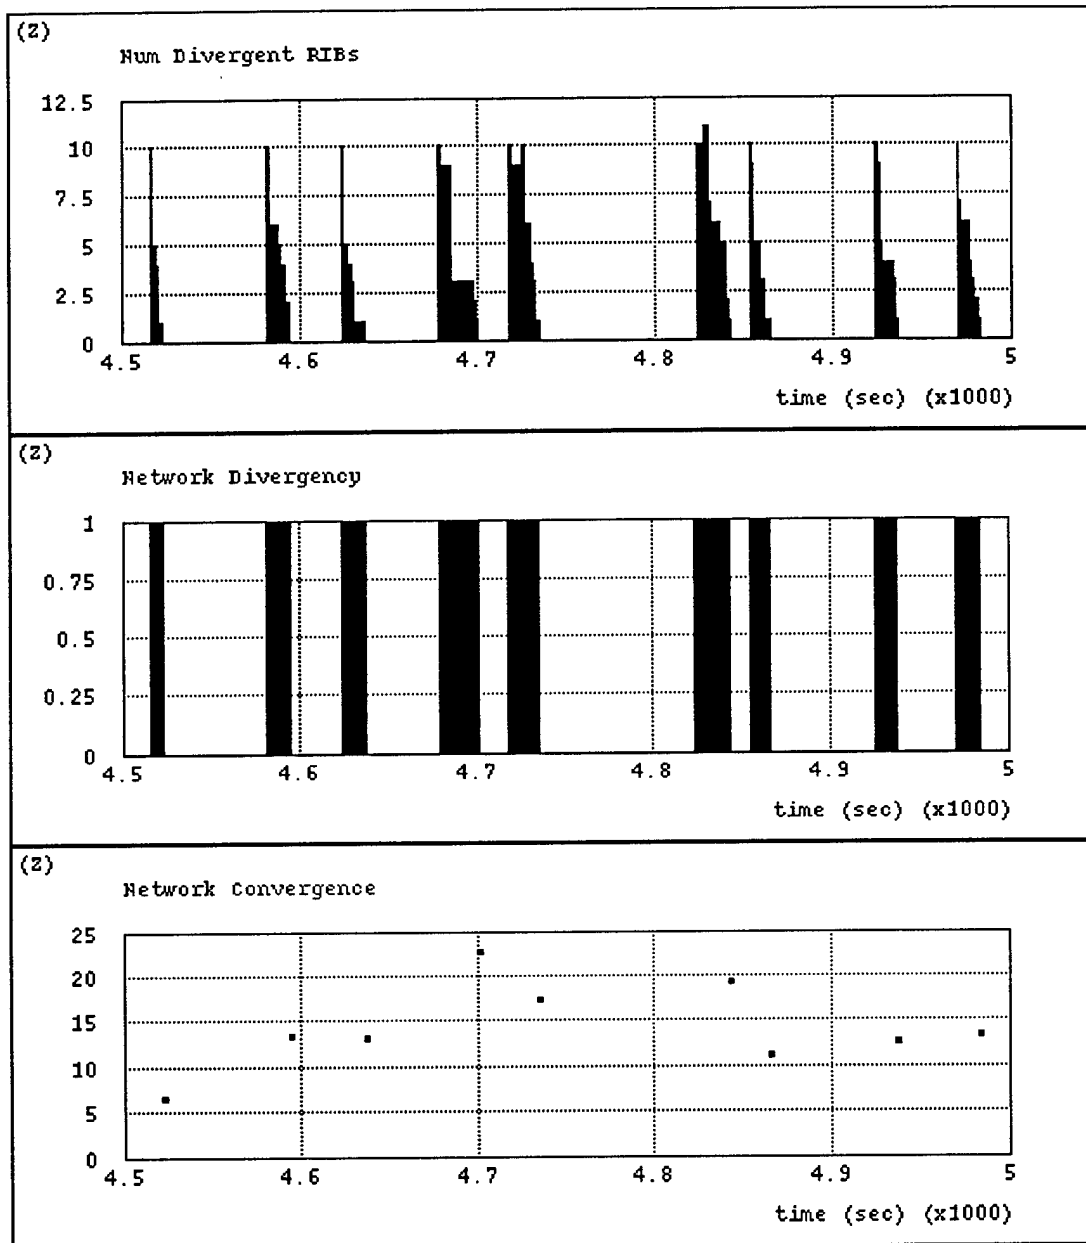 (Z)
Num Divergent RIBs
12.5
10
7.5
5
2.5
0
4.5 4.6 4.7 4.8 4.9 5
time (sec) (x1000)
(Z)
Network Divergency
1
0.75
0.5
0.25
0
4.5 4.6 4.7 4.8 4.9 5
time (sec) (x1000)
(Z)
Network Convergence
25
20
15
10
5
0
4.5 4.6 4.7 4.8 4.9 5
time (sec) (x1000)